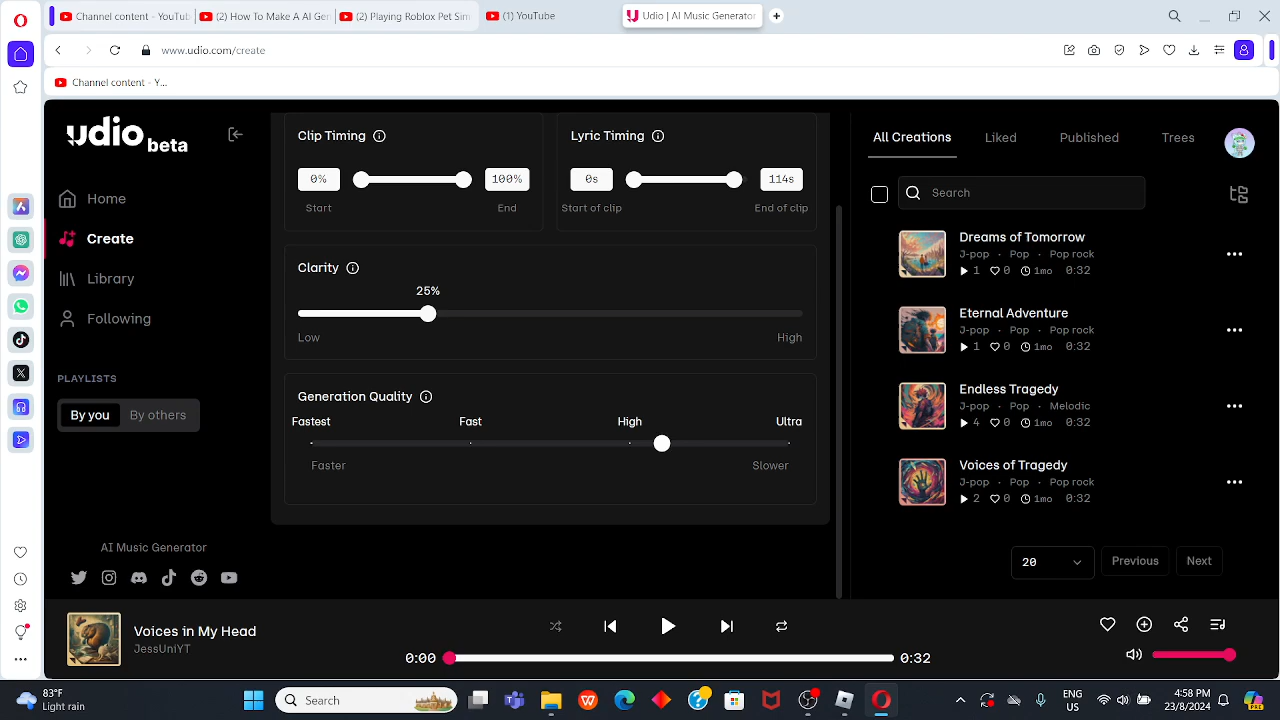 Channel content - YouTul
(2) How To Make A AI Ger
(2) Playing Roblox Pet sim
(1) YouTube
Udio | AI Music Generator
www.udio.com/create
Channel content - Y...
udio beta
Home
Create
Library
Following
PLAYLISTS
By you
By others
AI Music Generator
Clip Timing
0%
100%
Start
End
Lyric Timing
0s
114s
Start of clip
End of clip
Clarity
25%
Low
High
Generation Quality
Fastest
Fast
High
Ultra
Faster
Slower
All Creations
Liked
Published
Trees
Search
Dreams of Tomorrow
J-pop · Pop · Pop rock
1 0 1mo 0:32
Eternal Adventure
J-pop · Pop · Pop rock
1 0 1mo 0:32
Endless Tragedy
J-pop · Pop · Melodic
4 0 1mo 0:32
Voices of Tragedy
J-pop · Pop · Pop rock
2 0 1mo 0:32
20
Previous
Next
Voices in My Head
JessUniYT
0:00
0:32
83°F
Light rain
Search
ENG
US
4:58 PM
23/8/2024